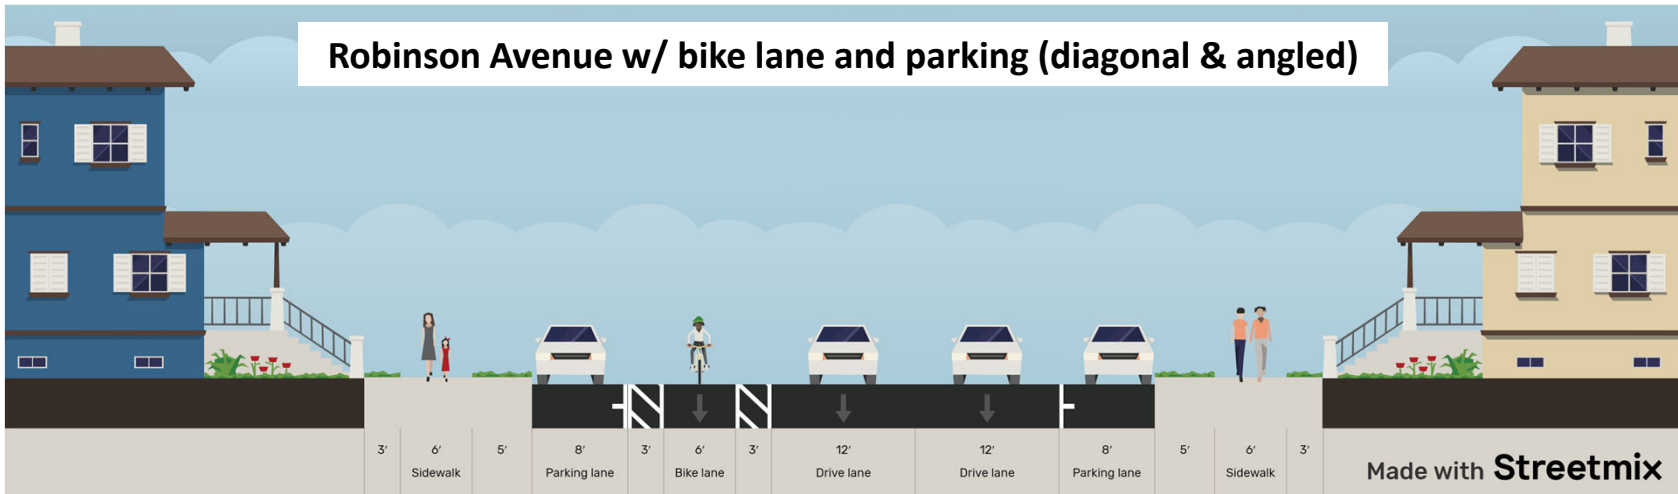 Robinson Avenue w/ bike lane and parking (diagonal & angled)
3' 6' 5' 8' 3' 6' 3' 12' 12' 8' 5' 6' 3'
Sidewalk Parking lane Bike lane Drive lane Drive lane Parking lane Sidewalk
Made with Streetmix